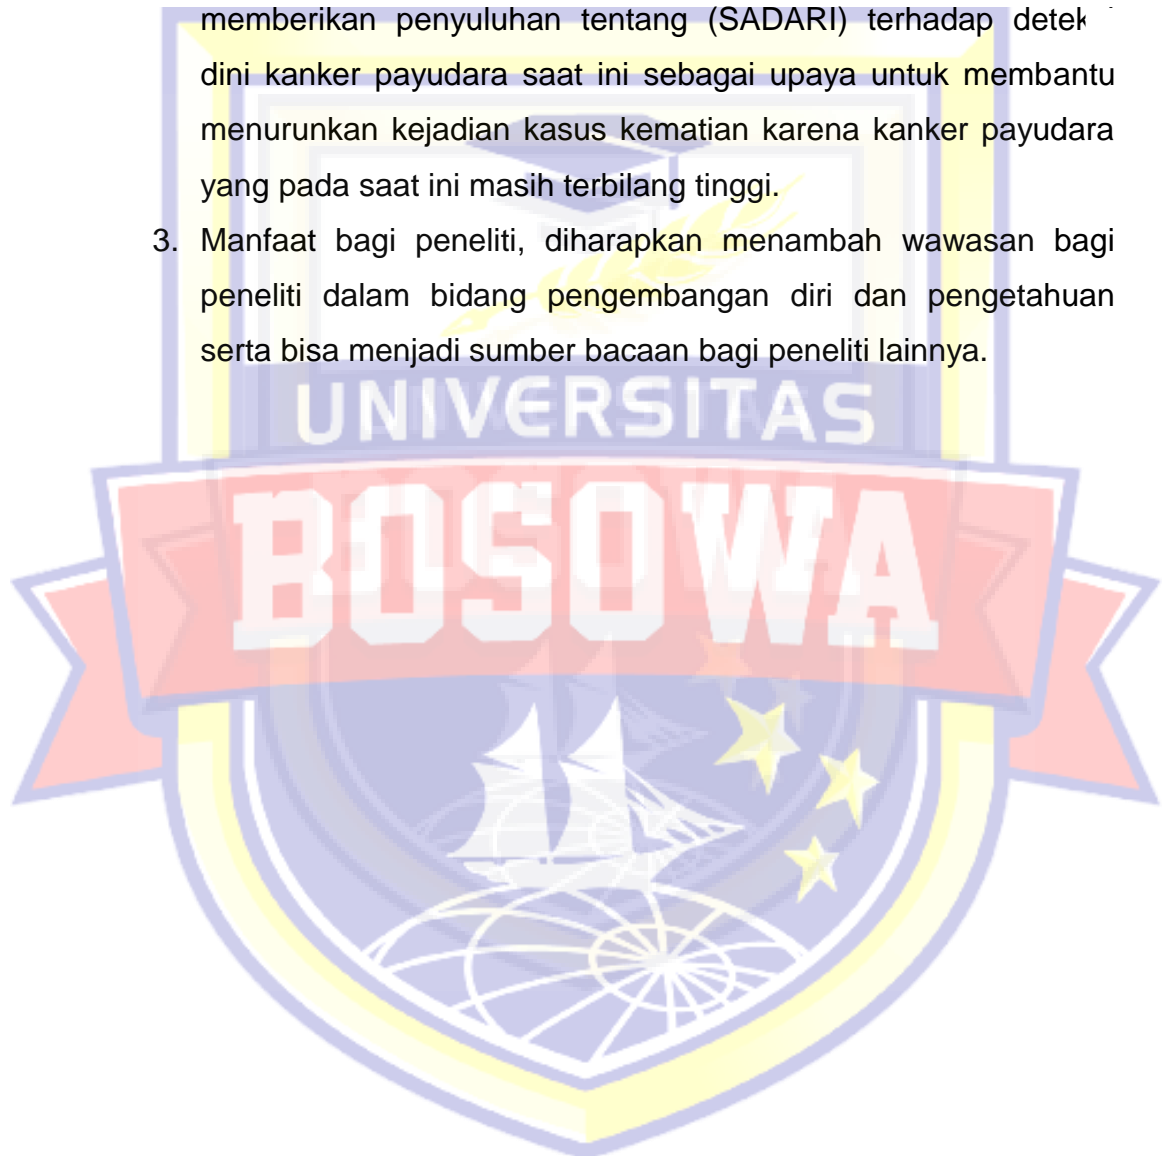 memberikan penyuluhan tentang (SADARI) terhadap
dini kanker payudara saat ini sebagai upaya untuk membantu
menurunkan kejadian kasus kematian karena kanker payudara
yang pada saat ini masih terbilang tinggi.
3. Manfaat bagi peneliti, diharapkan menambah wawasan bagi
peneliti dalam bidang pengembangan diri dan pengetahuan
serta bisa menjadi sumber bacaan bagi peneliti lainnya.
UNIVERSITAS
BOSOWA